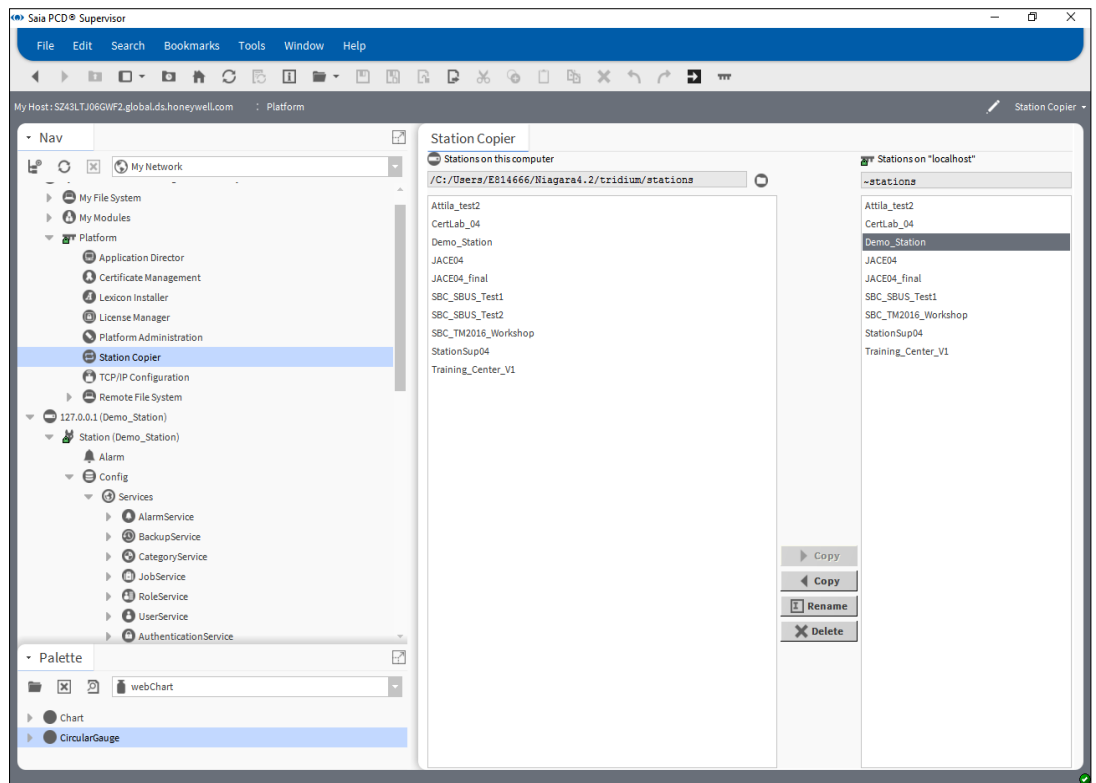 Saia PCD® Supervisor
File Edit Search Bookmarks Tools Window Help
My Host : SZ43LTJ06GWF2.global.ds.honeywell.com : Platform
Station Copier
Nav
My Network
My File System
My Modules
Platform
Application Director
Certificate Management
Lexicon Installer
License Manager
Platform Administration
Station Copier
TCP/IP Configuration
Remote File System
127.0.0.1 (Demo_Station)
Station (Demo_Station)
Alarm
Config
Services
AlarmService
BackupService
CategoryService
JobService
RoleService
UserService
AuthenticationService
Palette
webChart
Chart
CircularGauge
Station Copier
Stations on this computer
/C:/Users/E814666/Niagara4.2/tridium/stations
Attila_test2
CertLab_04
Demo_Station
JACE04
JACE04_final
SBC_SBUS_Test1
SBC_SBUS_Test2
SBC_TM2016_Workshop
StationSup04
Training_Center_V1
Copy
Copy
Rename
Delete
Stations on "localhost"
~stations
Attila_test2
CertLab_04
Demo_Station
JACE04
JACE04_final
SBC_SBUS_Test1
SBC_TM2016_Workshop
StationSup04
Training_Center_V1